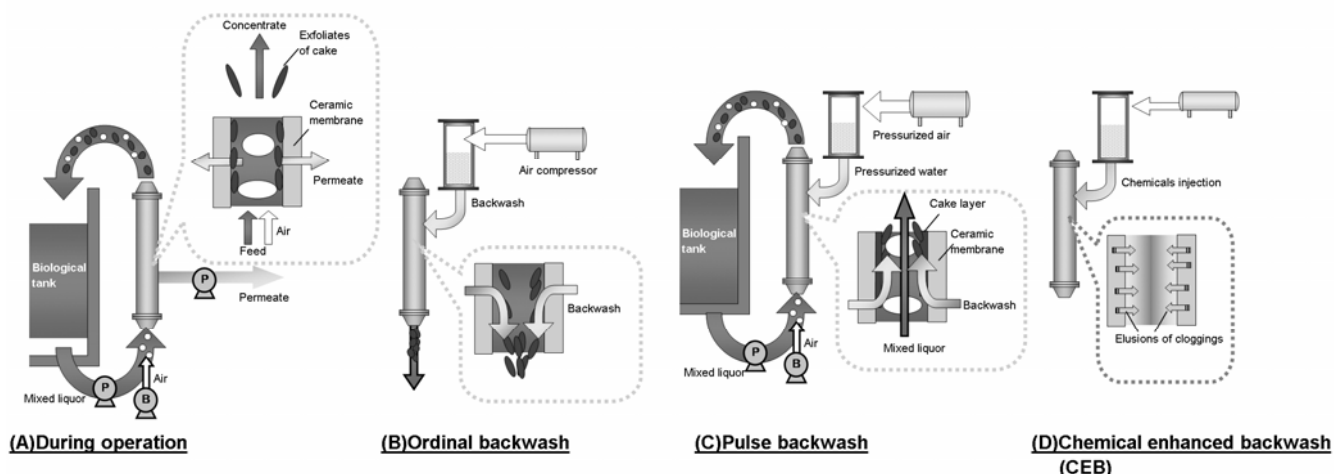 Concentrate
Exfoliates
of cake
Ceramic
membrane
Permeate
Air
Feed
Biological
tank
P
Permeate
Air
Mixed liquor
P
B
(A)During operation
Air compressor
Backwash
Backwash
(B)Ordinal backwash
Pressurized air
Pressurized water
Cake layer
Ceramic
membrane
Biological
tank
Backwash
Mixed liquor
Air
Mixed liquor
P
B
(C)Pulse backwash
Chemicals injection
Elusions of cloggings
(D)Chemical enhanced backwash
(CEB)